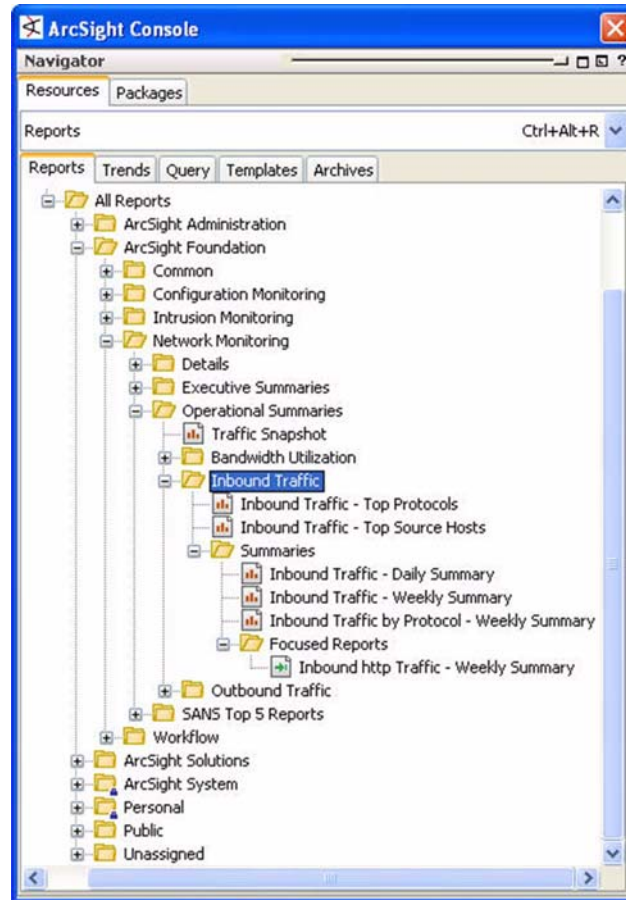 ArcSight Console
Navigator ?
Resources Packages
Reports Ctrl+Alt+R
Reports Trends Query Templates Archives
All Reports
ArcSight Administration
ArcSight Foundation
Common
Configuration Monitoring
Intrusion Monitoring
Network Monitoring
Details
Executive Summaries
Operational Summaries
Traffic Snapshot
Bandwidth Utilization
Inbound Traffic
Inbound Traffic - Top Protocols
Inbound Traffic - Top Source Hosts
Summaries
Inbound Traffic - Daily Summary
Inbound Traffic - Weekly Summary
Inbound Traffic by Protocol - Weekly Summary
Focused Reports
Inbound http Traffic - Weekly Summary
Outbound Traffic
SANS Top 5 Reports
Workflow
ArcSight Solutions
ArcSight System
Personal
Public
Unassigned